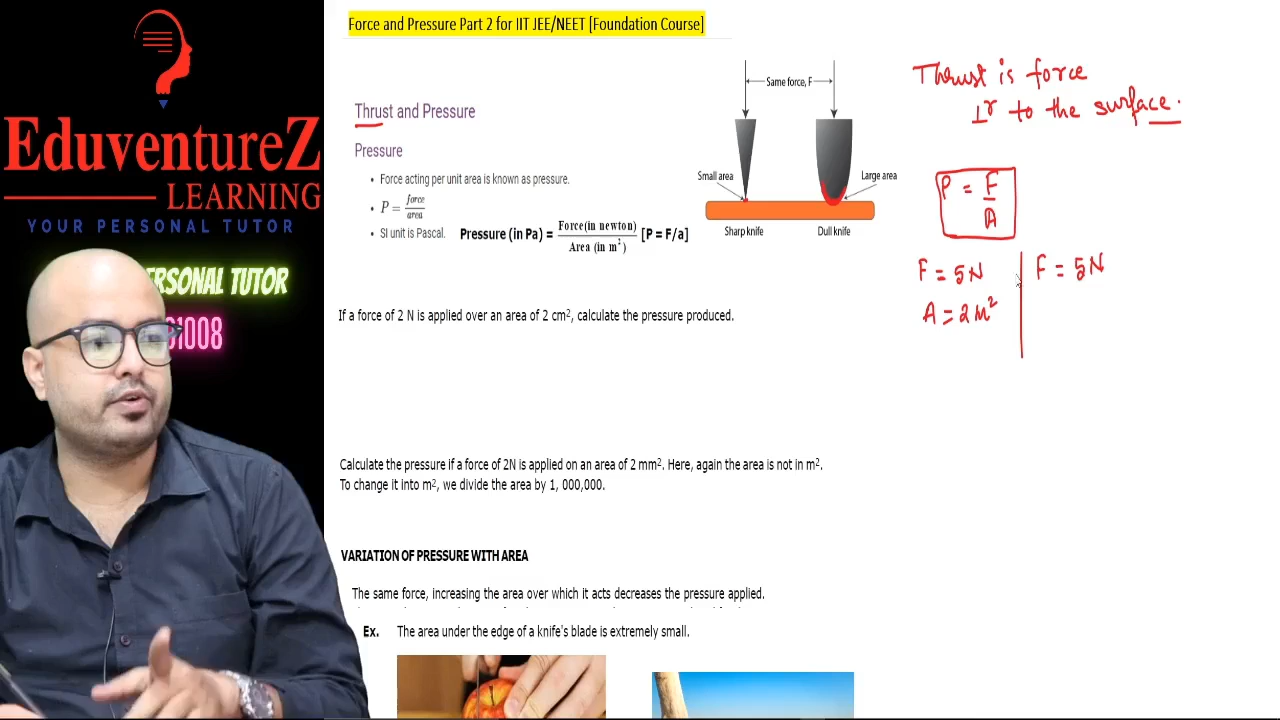 EduventureZ
LEARNING
YOUR PERSONAL TUTOR
PERSONAL TUTOR
1008
Force and Pressure Part 2 for IIT JEE/NEET [Foundation Course]
Thrust and Pressure
Pressure
• Force acting per unit area is known as pressure.
• P = force/area
• SI unit is Pascal. Pressure (in Pa) = Force(in newton)/Area (in m²) [P = F/a]
Same force, F
Small area
Large area
Sharp knife
Dull knife
Thrust is force
⊥r to the surface.
P = F/A
F = 5N
A = 2M²
F = 5N
If a force of 2 N is applied over an area of 2 cm², calculate the pressure produced.
Calculate the pressure if a force of 2N is applied on an area of 2 mm². Here, again the area is not in m².
To change it into m², we divide the area by 1, 000,000.
VARIATION OF PRESSURE WITH AREA
The same force, increasing the area over which it acts decreases the pressure applied.
Ex. The area under the edge of a knife's blade is extremely small.